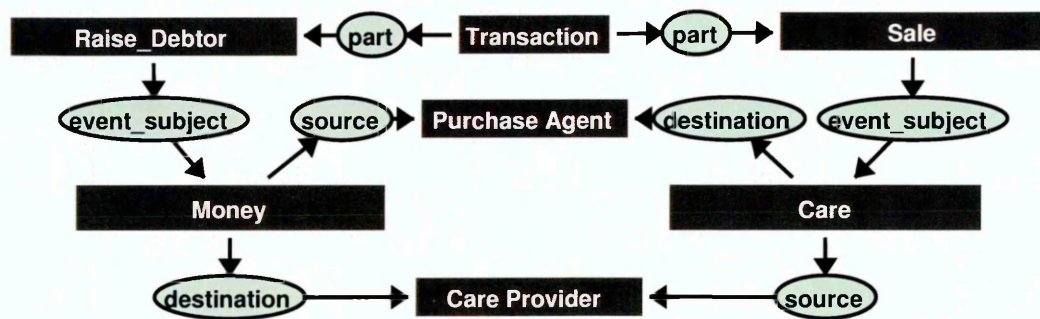 Raise_Debtor part Transaction part Sale
event_subject source Purchase Agent destination event_subject
Money Care
destination Care Provider source